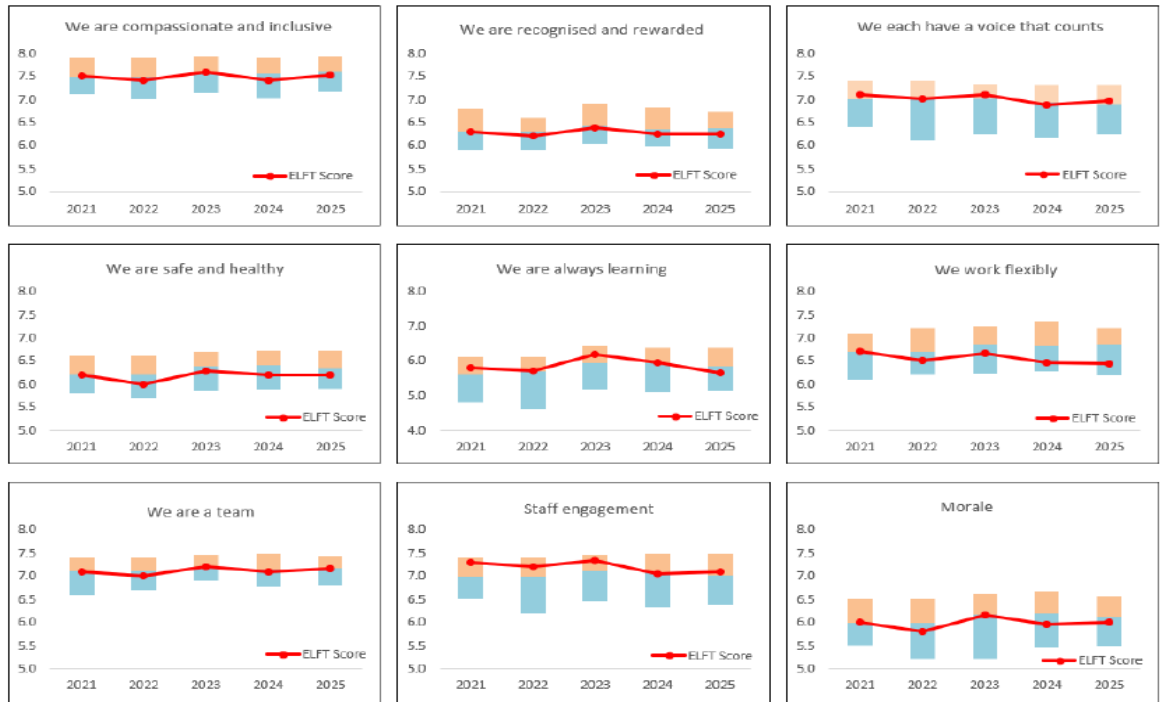 We are compassionate and inclusive
8.0
7.5
7.0
6.5
6.0
5.5
5.0
ELFT Score
2021 2022 2023 2024 2025
We are recognised and rewarded
8.0
7.5
7.0
6.5
6.0
5.5
5.0
ELFT Score
2021 2022 2023 2024 2025
We each have a voice that counts
8.0
7.5
7.0
6.5
6.0
5.5
5.0
ELFT Score
2021 2022 2023 2024 2025
We are safe and healthy
8.0
7.5
7.0
6.5
6.0
5.5
5.0
ELFT Score
2021 2022 2023 2024 2025
We are always learning
8.0
7.0
6.0
5.0
4.0
ELFT Score
2021 2022 2023 2024 2025
We work flexibly
8.0
7.5
7.0
6.5
6.0
5.5
5.0
ELFT Score
2021 2022 2023 2024 2025
We are a team
8.0
7.5
7.0
6.5
6.0
5.5
5.0
ELFT Score
2021 2022 2023 2024 2025
Staff engagement
8.0
7.5
7.0
6.5
6.0
5.5
5.0
ELFT Score
2021 2022 2023 2024 2025
Morale
8.0
7.5
7.0
6.5
6.0
5.5
5.0
ELFT Score
2021 2022 2023 2024 2025